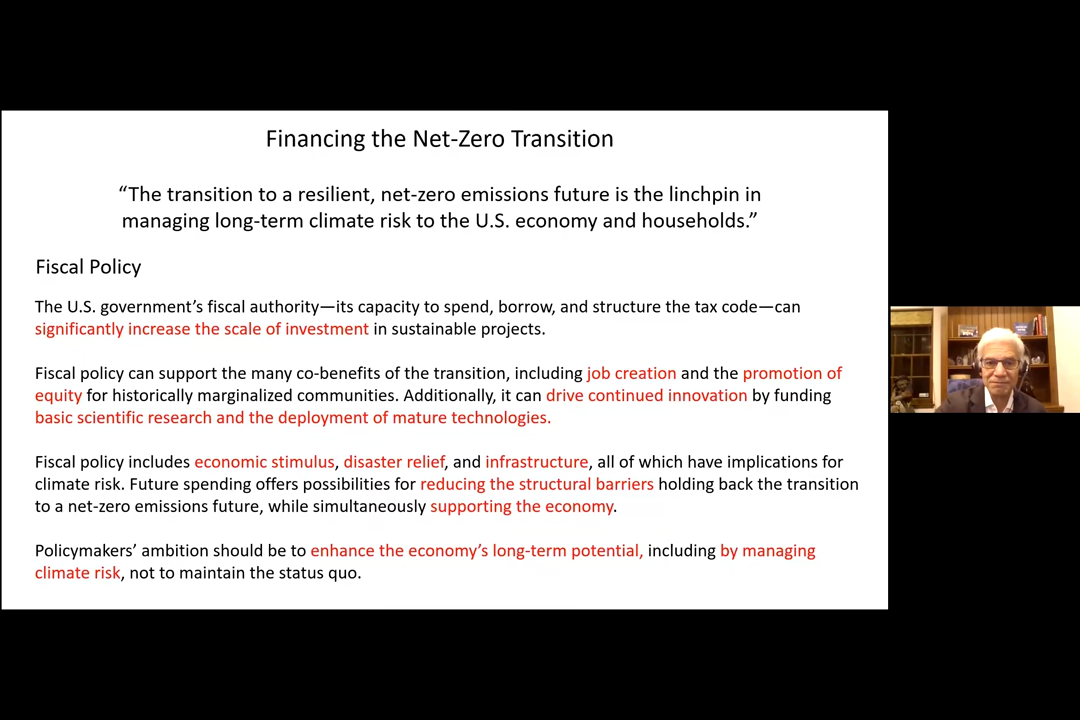 Financing the Net-Zero Transition
“The transition to a resilient, net-zero emissions future is the linchpin in
managing long-term climate risk to the U.S. economy and households.”
Fiscal Policy
The U.S. government’s fiscal authority—its capacity to spend, borrow, and structure the tax code—can
significantly increase the scale of investment in sustainable projects.
Fiscal policy can support the many co-benefits of the transition, including job creation and the promotion of
equity for historically marginalized communities. Additionally, it can drive continued innovation by funding
basic scientific research and the deployment of mature technologies.
Fiscal policy includes economic stimulus, disaster relief, and infrastructure, all of which have implications for
climate risk. Future spending offers possibilities for reducing the structural barriers holding back the transition
to a net-zero emissions future, while simultaneously supporting the economy.
Policymakers’ ambition should be to enhance the economy’s long-term potential, including by managing
climate risk, not to maintain the status quo.